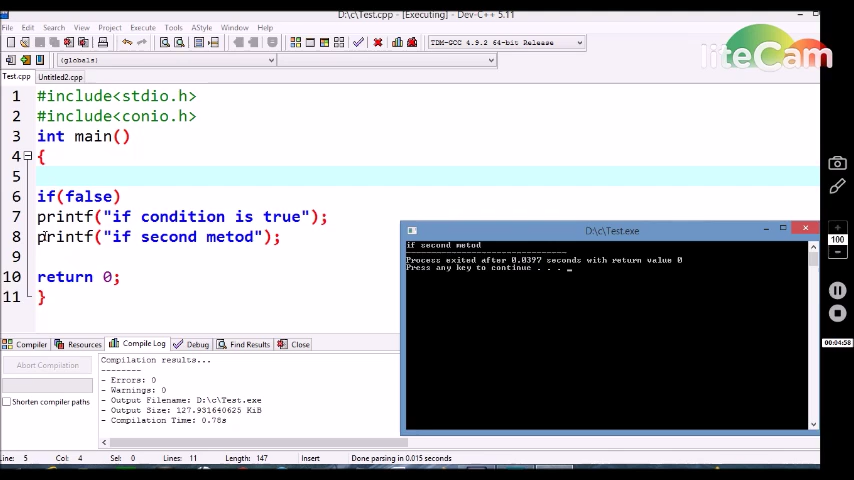 D:\c\Test.cpp - [Executing] - Dev-C++ 5.11
File Edit Search View Project Execute Tools AStyle Window Help
TDM-GCC 4.9.2 64-bit Release
liteCam
(globals)
Test.cpp Untitled2.cpp
1 #include<stdio.h>
2 #include<conio.h>
3 int main()
4 {
5
6 if(false)
7 printf("if condition is true");
8 printf("if second metod");
9
10 return 0;
11 }
D:\c\Test.exe
if second metod
--------------------------------
Process exited after 0.0397 seconds with return value 0
Press any key to continue . . . _
100
00:04:58
Compiler Resources Compile Log Debug Find Results Close
Abort Compilation
Shorten compiler paths
Compilation results...
--------
- Errors: 0
- Warnings: 0
- Output Filename: D:\c\Test.exe
- Output Size: 127.931640625 KiB
- Compilation Time: 0.78s
Line: 5 Col: 4 Sel: 0 Lines: 11 Length: 147 Insert Done parsing in 0.015 seconds